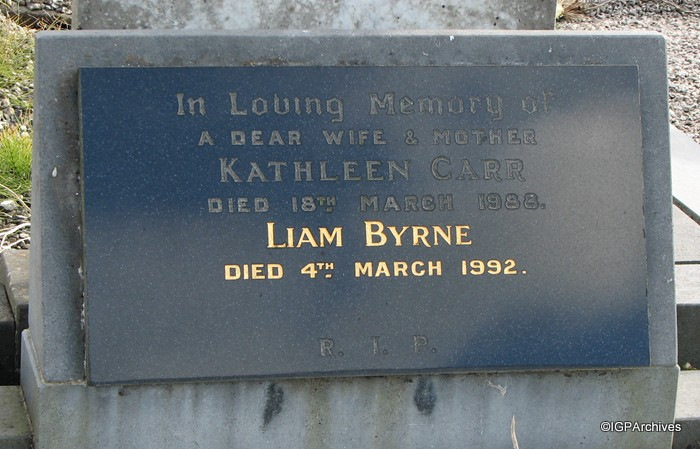 In Loving Memory of
A DEAR WIFE & MOTHER
KATHLEEN CARR
DIED 18TH MARCH 1988.
LIAM BYRNE
DIED 4TH MARCH 1992.
R. I. P.
©IGPArchives